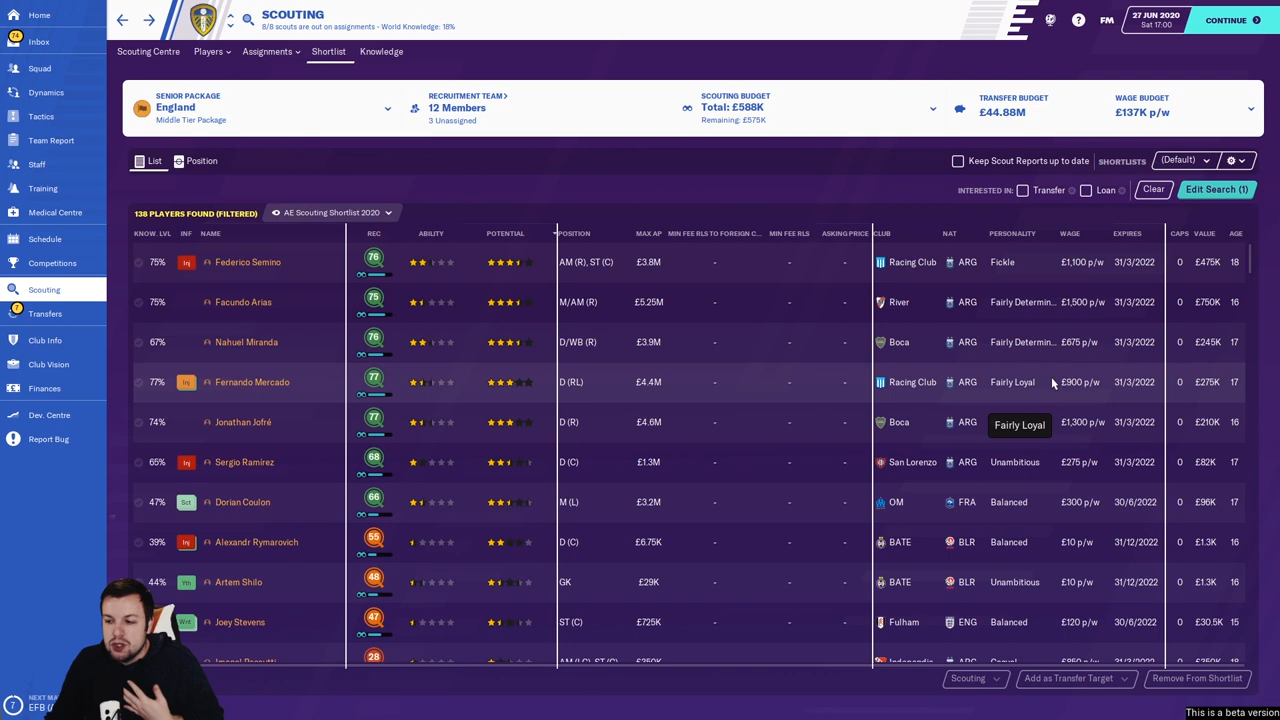 SCOUTING
8/8 scouts are out on assignments - World Knowledge: 18%
FM
27 JUN 2020
Sat 17:00
CONTINUE
Home
74
Inbox
Squad
Dynamics
Tactics
Team Report
Staff
Training
Medical Centre
Schedule
Competitions
Scouting
7
Transfers
Club Info
Club Vision
Finances
Dev. Centre
Report Bug
Scouting Centre Players Assignments Shortlist Knowledge
SENIOR PACKAGE
England
Middle Tier Package
RECRUITMENT TEAM
12 Members
3 Unassigned
SCOUTING BUDGET
Total: £588K
Remaining: £575K
TRANSFER BUDGET
£44.88M
WAGE BUDGET
£137K p/w
List Position
Keep Scout Reports up to date SHORTLISTS (Default)
INTERESTED IN: Transfer Loan Clear Edit Search (1)
138 PLAYERS FOUND (FILTERED) AE Scouting Shortlist 2020
KNOW. LVL INF NAME REC ABILITY POTENTIAL POSITION MAX AP MIN FEE RLS TO FOREIGN C... MIN FEE RLS ASKING PRICE CLUB NAT PERSONALITY WAGE EXPIRES CAPS VALUE AGE
75% Inj Federico Semino 76 AM (R), ST (C) £3.8M - - - Racing Club ARG Fickle £1,100 p/w 31/3/2022 0 £475K 18
75% Facundo Arias 75 M/AM (R) £5.25M - - - River ARG Fairly Determin... £1,500 p/w 31/3/2022 0 £750K 16
67% Nahuel Miranda 76 D/WB (R) £3.9M - - - Boca ARG Fairly Determin... £675 p/w 31/3/2022 0 £245K 17
77% Inj Fernando Mercado 77 D (RL) £4.4M - - - Racing Club ARG Fairly Loyal £900 p/w 31/3/2022 0 £275K 17
74% Jonathan Jofré 77 D (R) £4.6M - - - Boca ARG £1,300 p/w 31/3/2022 0 £210K 16
Fairly Loyal
65% Inj Sergio Ramírez 68 D (C) £1.3M - - - San Lorenzo ARG Unambitious £275 p/w 31/3/2022 0 £82K 17
47% Sct Dorian Coulon 66 M (L) £3.2M - - - OM FRA Balanced £300 p/w 30/6/2022 0 £96K 17
39% Inj Alexandr Rymarovich 55 D (C) £6.75M - - - BATE BLR Balanced £10 p/w 31/12/2022 0 £1.3K 16
44% Yth Artem Shilo 48 GK £29K - - - BATE BLR Unambitious £10 p/w 31/12/2022 0 £1.3K 16
Wnt Joey Stevens 47 ST (C) £725K - - - Fulham ENG Balanced £120 p/w 30/6/2022 0 £30.5K 15
28
Scouting Add as Transfer Target Remove From Shortlist
7
NEXT MA
EFB (
This is a beta version